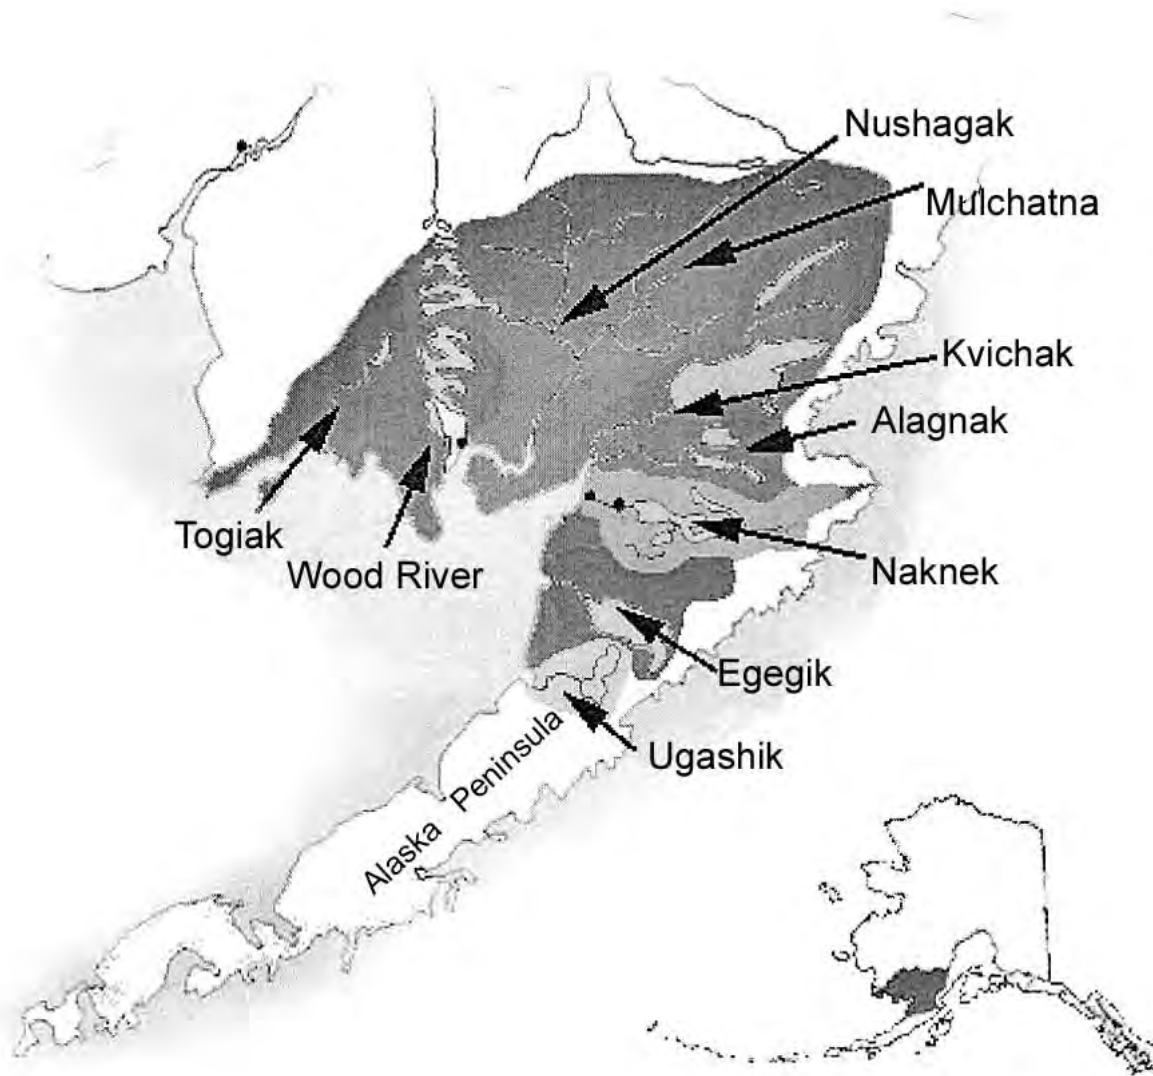 Nushagak
Mulchatna
Kvichak
Alagnak
Togiak
Wood River
Naknek
Egegik
Ugashik
Alaska Peninsula